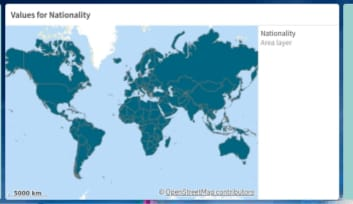 Values for Nationality
Nationality
Area layer
5000 km
© OpenStreetMap contributors